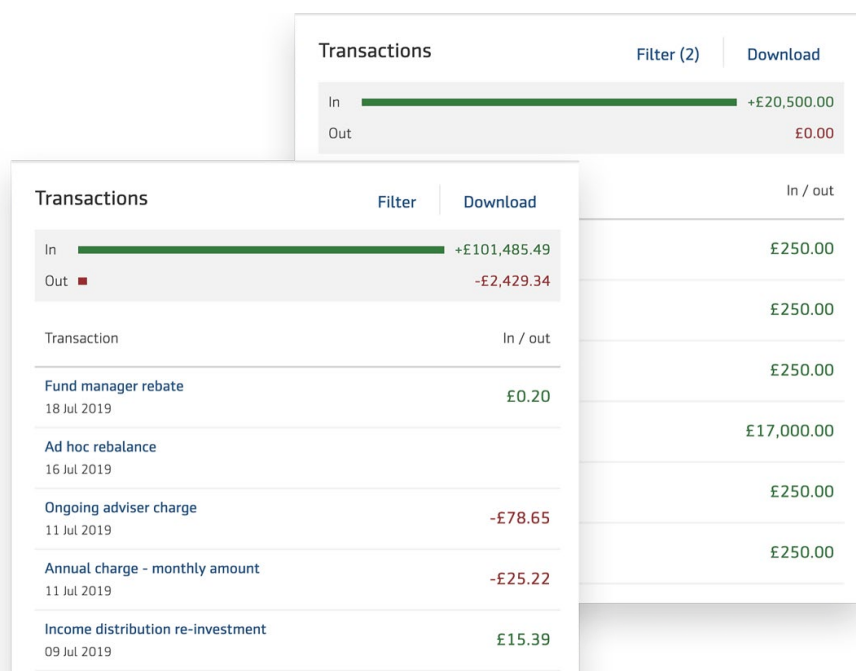 Transactions
Filter (2)
Download
In
+£20,500.00
Out
£0.00
In / out
£250.00
£250.00
£250.00
£17,000.00
£250.00
£250.00
Transactions
Filter
Download
In
+£101,485.49
Out
-£2,429.34
Transaction
In / out
Fund manager rebate
18 Jul 2019
£0.20
Ad hoc rebalance
16 Jul 2019
Ongoing adviser charge
11 Jul 2019
-£78.65
Annual charge - monthly amount
11 Jul 2019
-£25.22
Income distribution re-investment
09 Jul 2019
£15.39